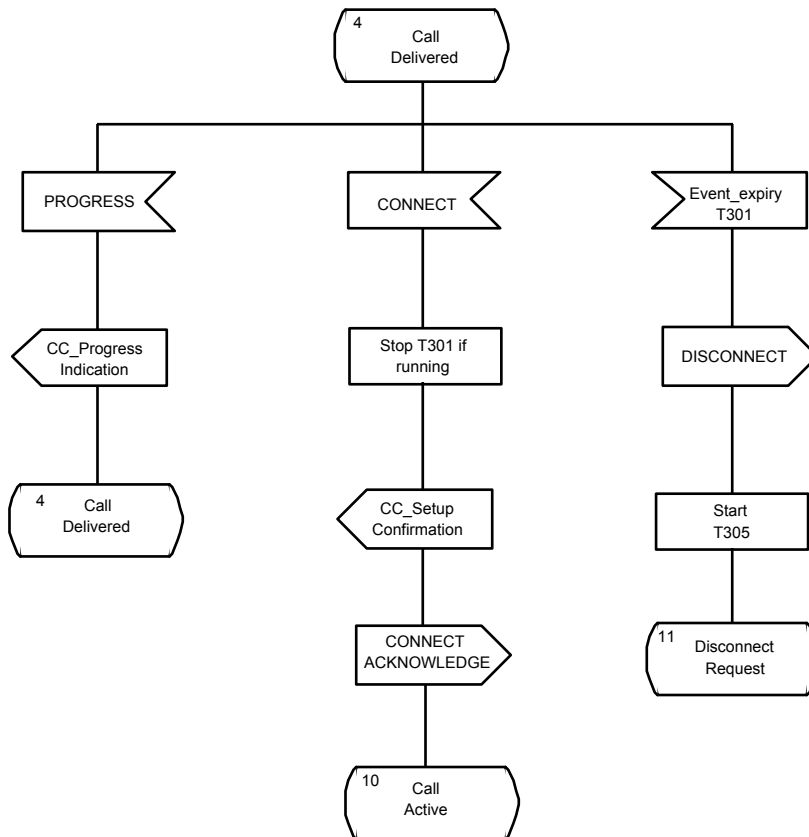 4
Call
Delivered
PROGRESS
CONNECT
Event_expiry
T301
CC_Progress
Indication
Stop T301 if
running
DISCONNECT
4
Call
Delivered
CC_Setup
Confirmation
Start
T305
CONNECT
ACKNOWLEDGE
11
Disconnect
Request
10
Call
Active